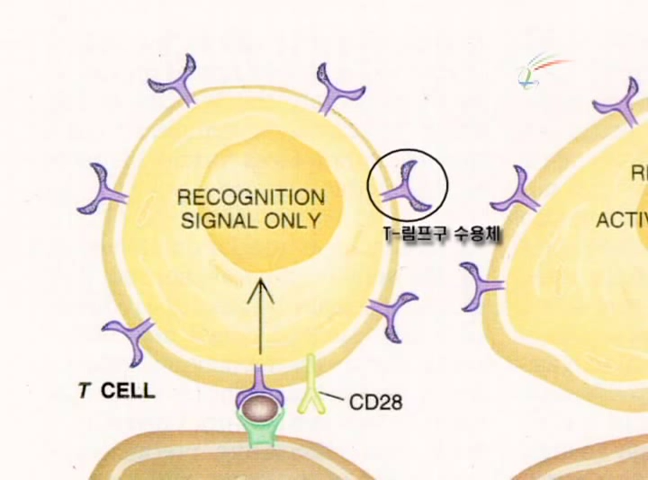 RECOGNITION
SIGNAL ONLY
T-림프구 수용체
T CELL
CD28